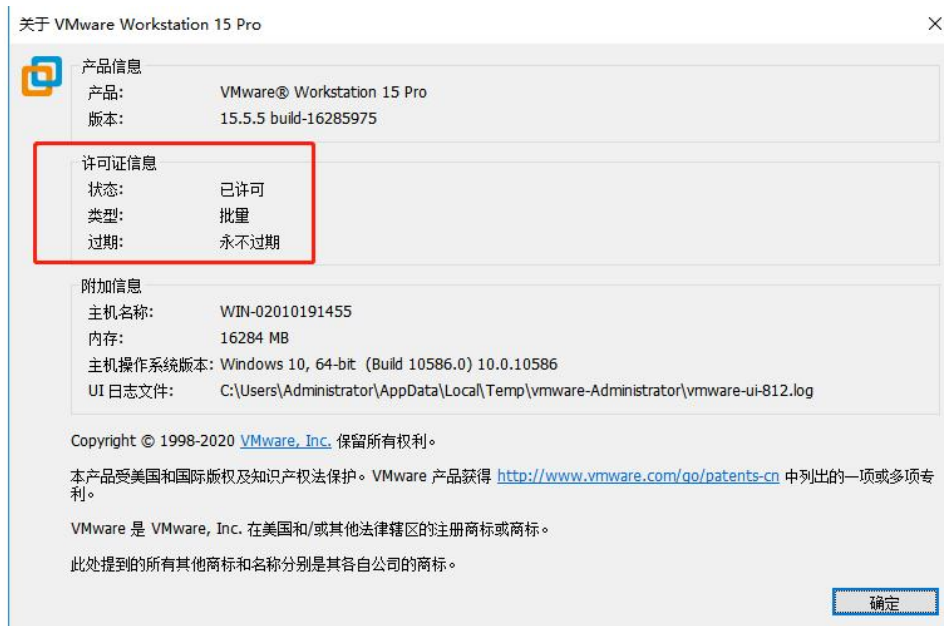 关于 VMware Workstation 15 Pro
产品信息
产品: VMware® Workstation 15 Pro
版本: 15.5.5 build-16285975
许可证信息
状态: 已许可
类型: 批量
过期: 永不过期
附加信息
主机名称: WIN-02010191455
内存: 16284 MB
主机操作系统版本: Windows 10, 64-bit (Build 10586.0) 10.0.10586
UI 日志文件: C:\Users\Administrator\AppData\Local\Temp\vmware-Administrator\vmware-ui-812.log
Copyright © 1998-2020 VMware, Inc. 保留所有权利。
本产品受美国和国际版权及知识产权法保护。VMware 产品获得 http://www.vmware.com/go/patents-cn 中列出的一项或多项专
利。
VMware 是 VMware, Inc. 在美国和/或其他法律辖区的注册商标或商标。
此处提到的所有其他商标和名称分别是其各自公司的商标。
确定